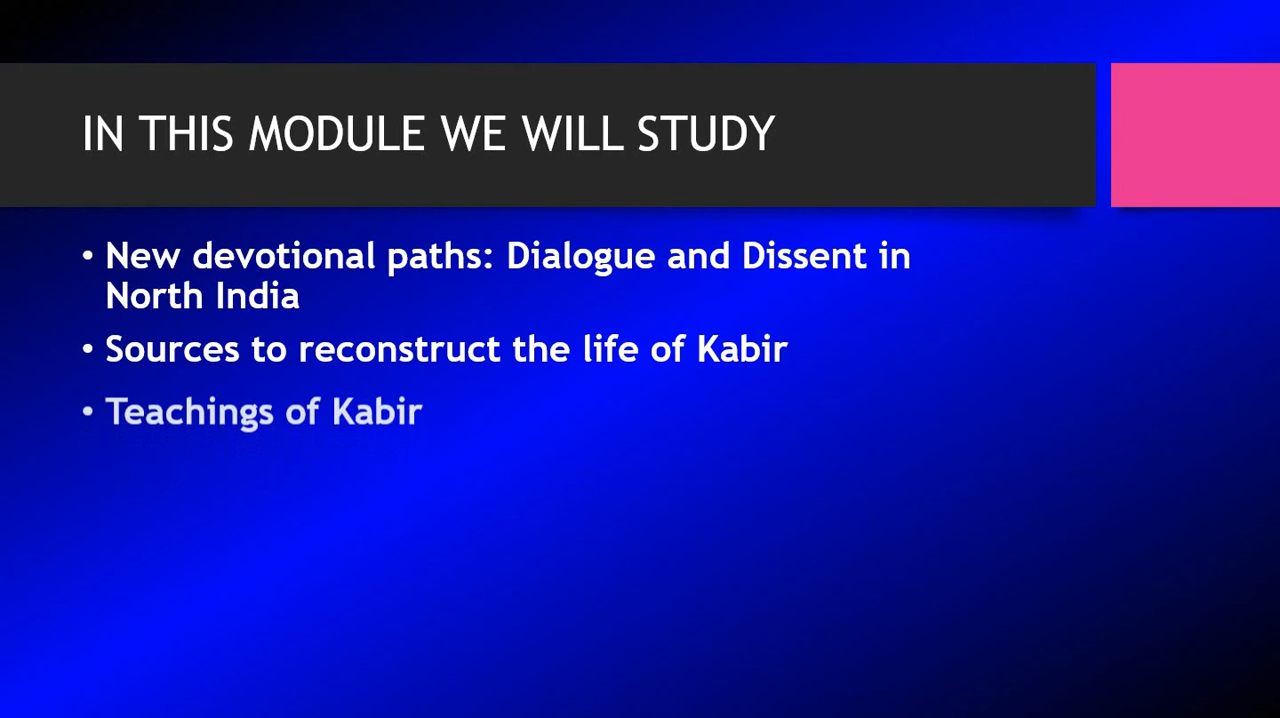 IN THIS MODULE WE WILL STUDY
• New devotional paths: Dialogue and Dissent in
North India
• Sources to reconstruct the life of Kabir
• Teachings of Kabir